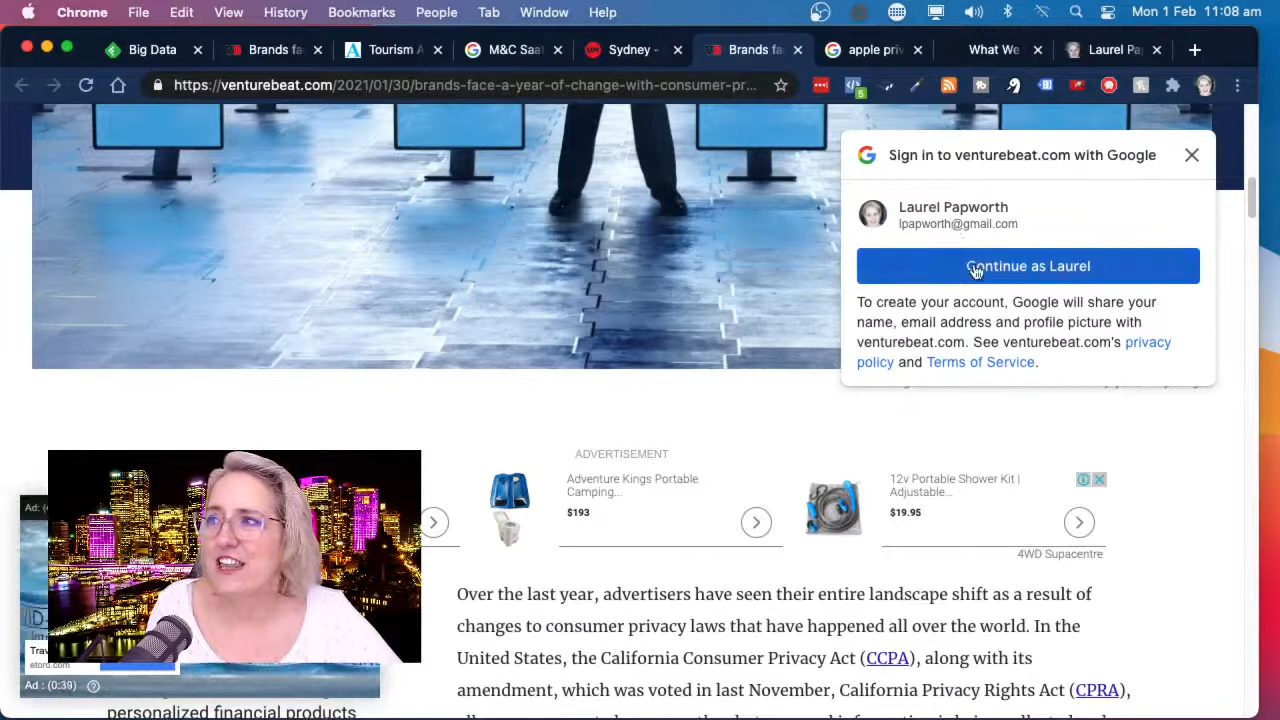 Chrome File Edit View History Bookmarks People Tab Window Help Mon 1 Feb 11:08 am
Big Data Brands fa Tourism A M&C Saa Sydney - Brands fa apple priv What We Laurel Pa
https://venturebeat.com/2021/01/30/brands-face-a-year-of-change-with-consumer-pr...
5
Sign in to venturebeat.com with Google
Laurel Papworth
lpapworth@gmail.com
Continue as Laurel
To create your account, Google will share your
name, email address and profile picture with
venturebeat.com. See venturebeat.com's privacy
policy and Terms of Service.
ADVERTISEMENT
Adventure Kings Portable
Camping...
$193
12v Portable Shower Kit |
Adjustable...
$19.95
4WD Supacentre
Ad: (
Trav
etoro.com
Ad : (0:39)
personalized financial products
Over the last year, advertisers have seen their entire landscape shift as a result of
changes to consumer privacy laws that have happened all over the world. In the
United States, the California Consumer Privacy Act (CCPA), along with its
amendment, which was voted in last November, California Privacy Rights Act (CPRA),